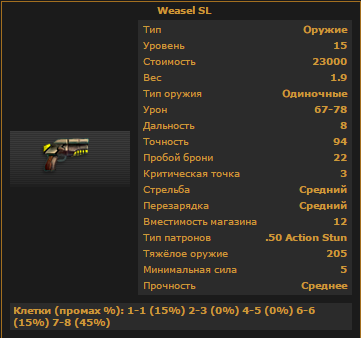 Weasel SL
Тип Оружие
Уровень 15
Стоимость 23000
Вес 1.9
Тип оружия Одиночные
Урон 67-78
Дальность 8
Точность 94
Пробой брони 22
Критическая точка 3
Стрельба Средний
Перезарядка Средний
Вместимость магазина 12
Тип патронов .50 Action Stun
Тяжёлое оружие 205
Минимальная сила 5
Прочность Среднее
Клетки (промах %): 1-1 (15%) 2-3 (0%) 4-5 (0%) 6-6
(15%) 7-8 (45%)